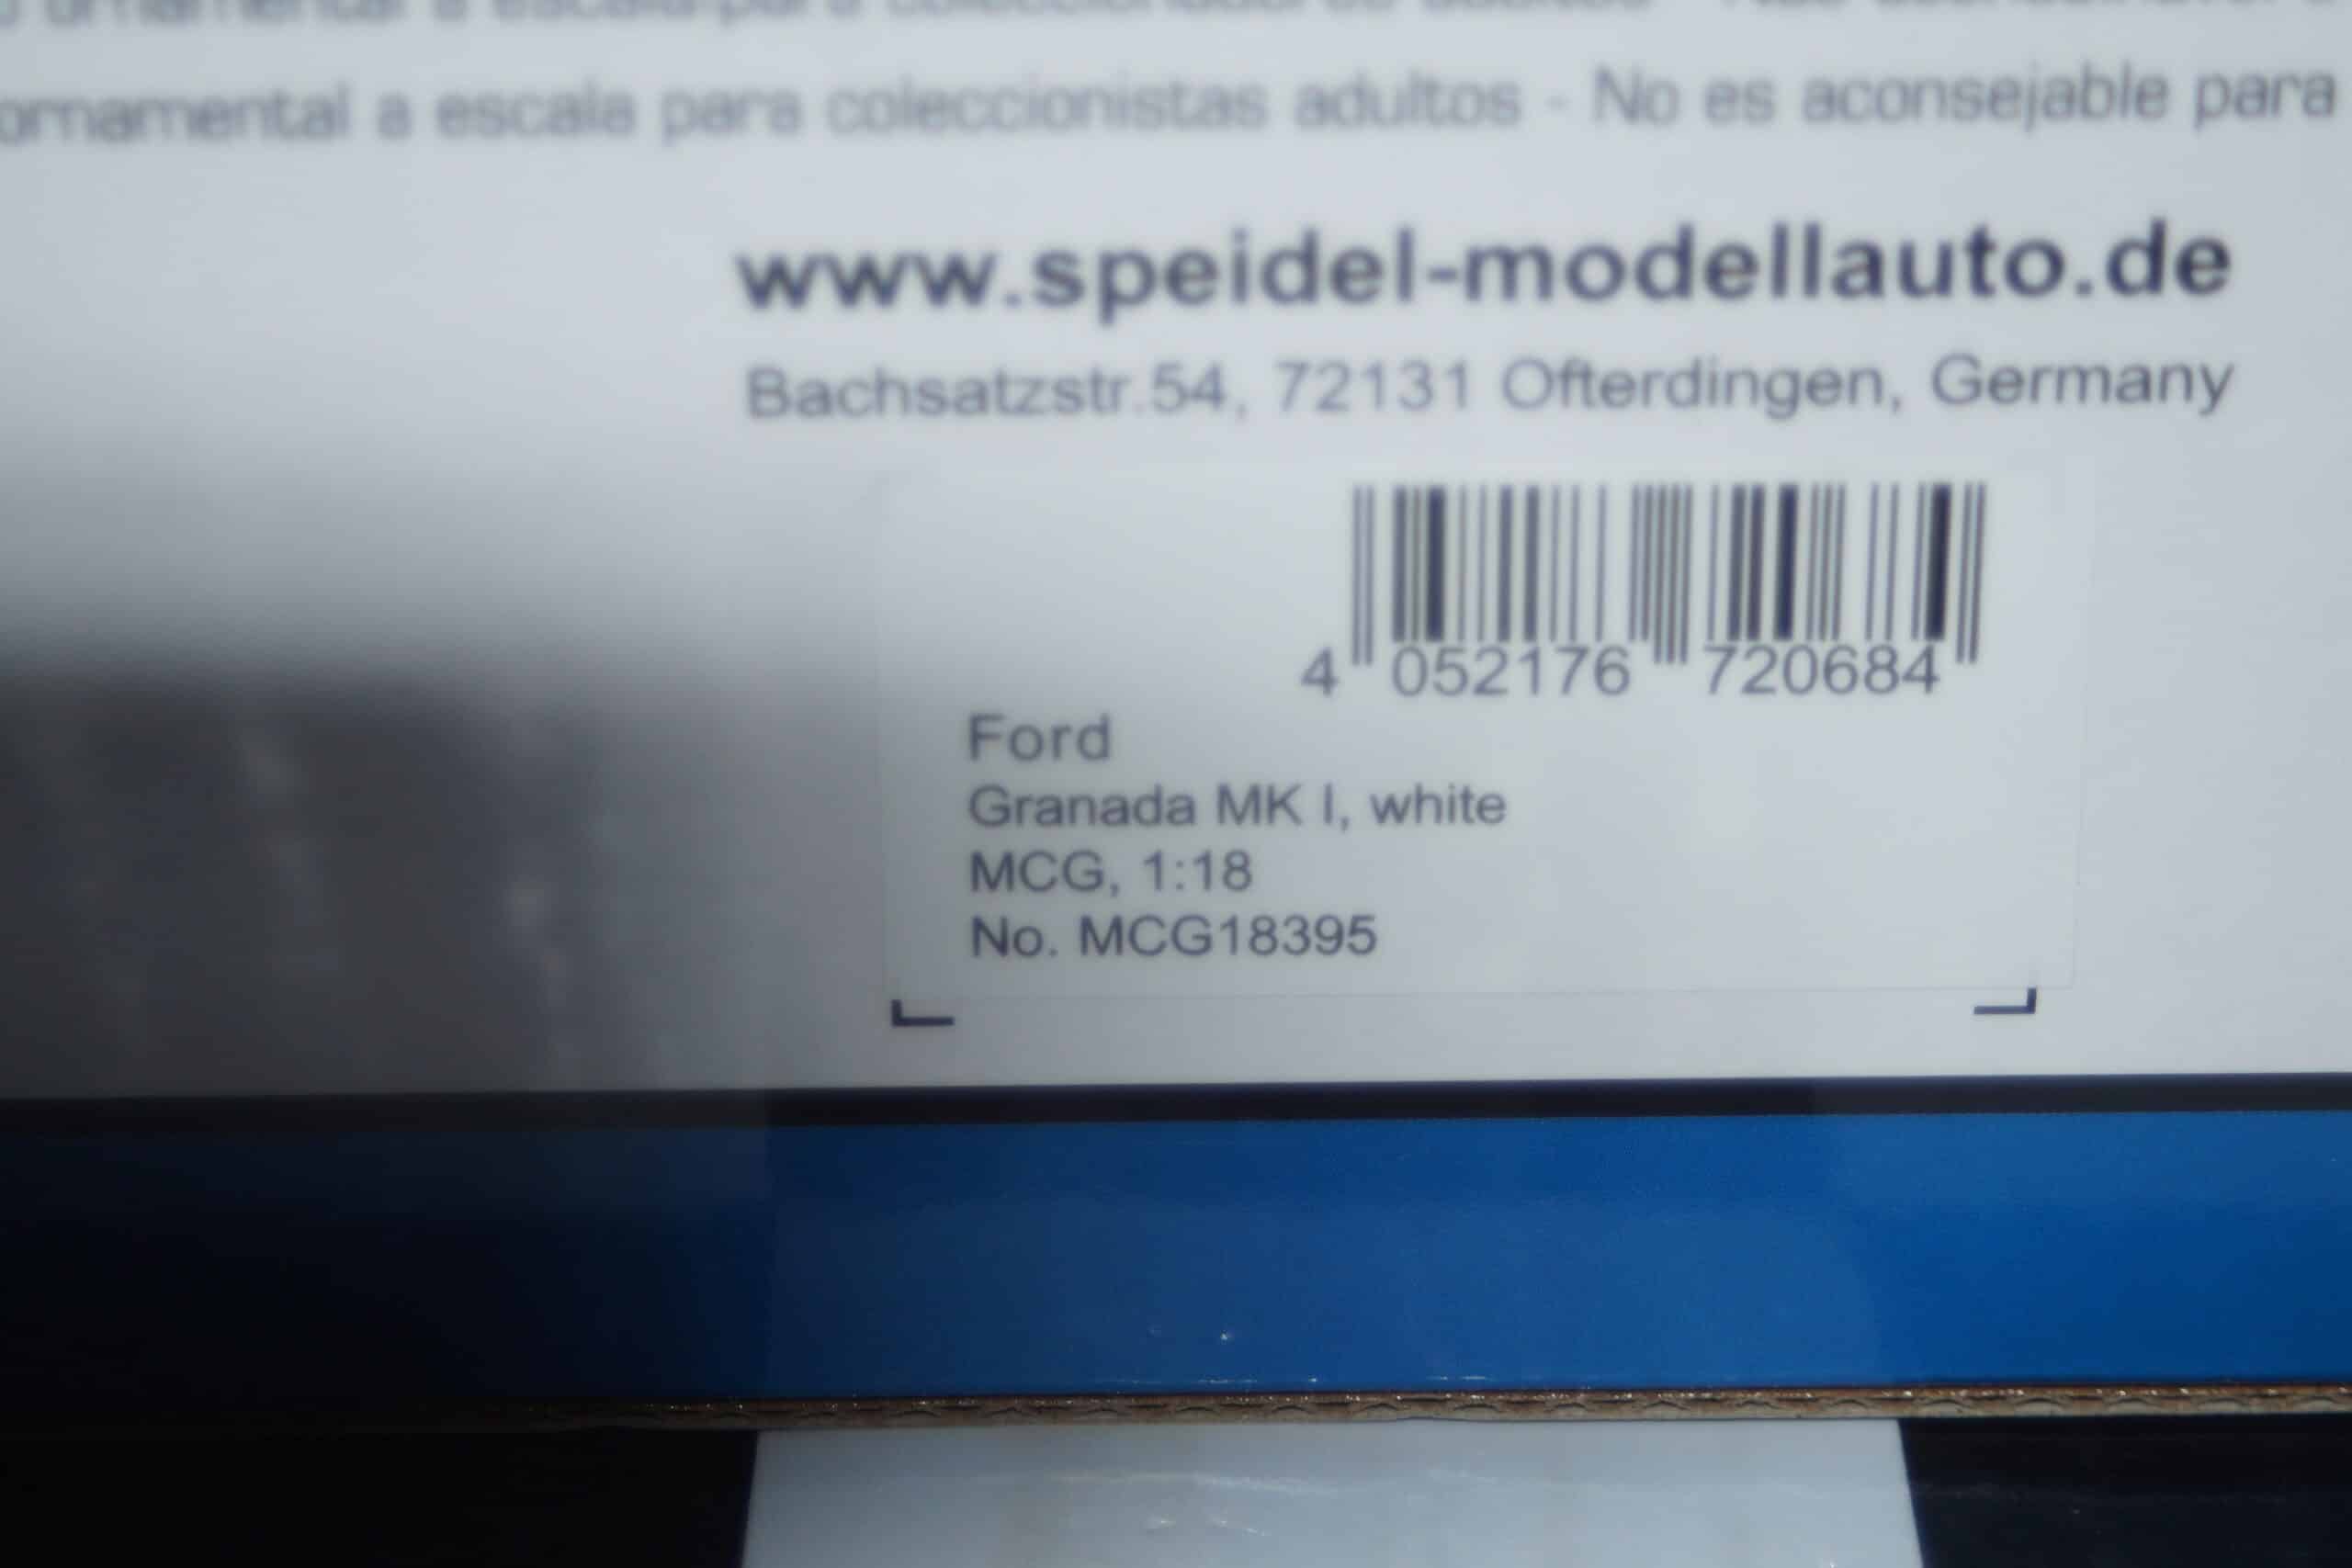 ornamental a escala para coleccionistas adultos - No es aconsejable para
www.speidel-modellauto.de
Bachsatzstr.54, 72131 Ofterdingen, Germany
4 052176 720684
Ford
Granada MK I, white
MCG, 1:18
No. MCG18395